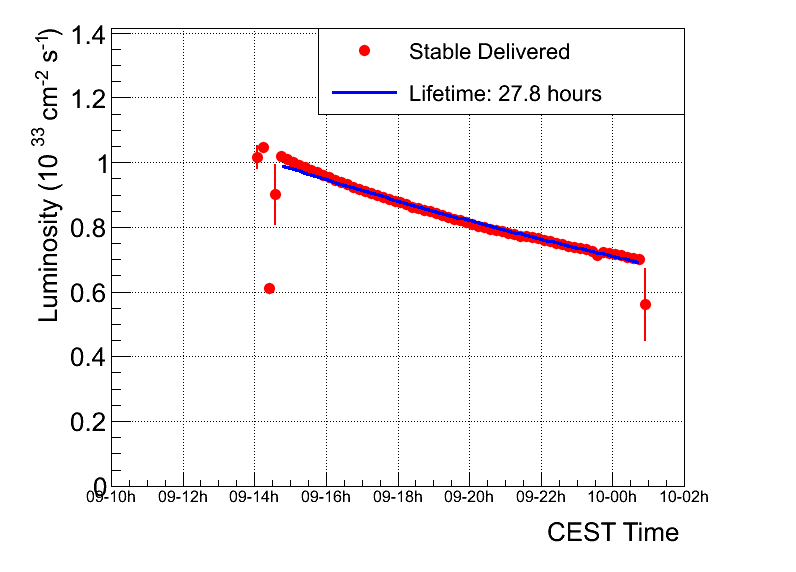 Luminosity (10 33 cm-2 s-1)
1.4
1.2
1
0.8
0.6
0.4
0.2
0
Stable Delivered
Lifetime: 27.8 hours
09-10h 09-12h 09-14h 09-16h 09-18h 09-20h 09-22h 10-00h 10-02h
CEST Time